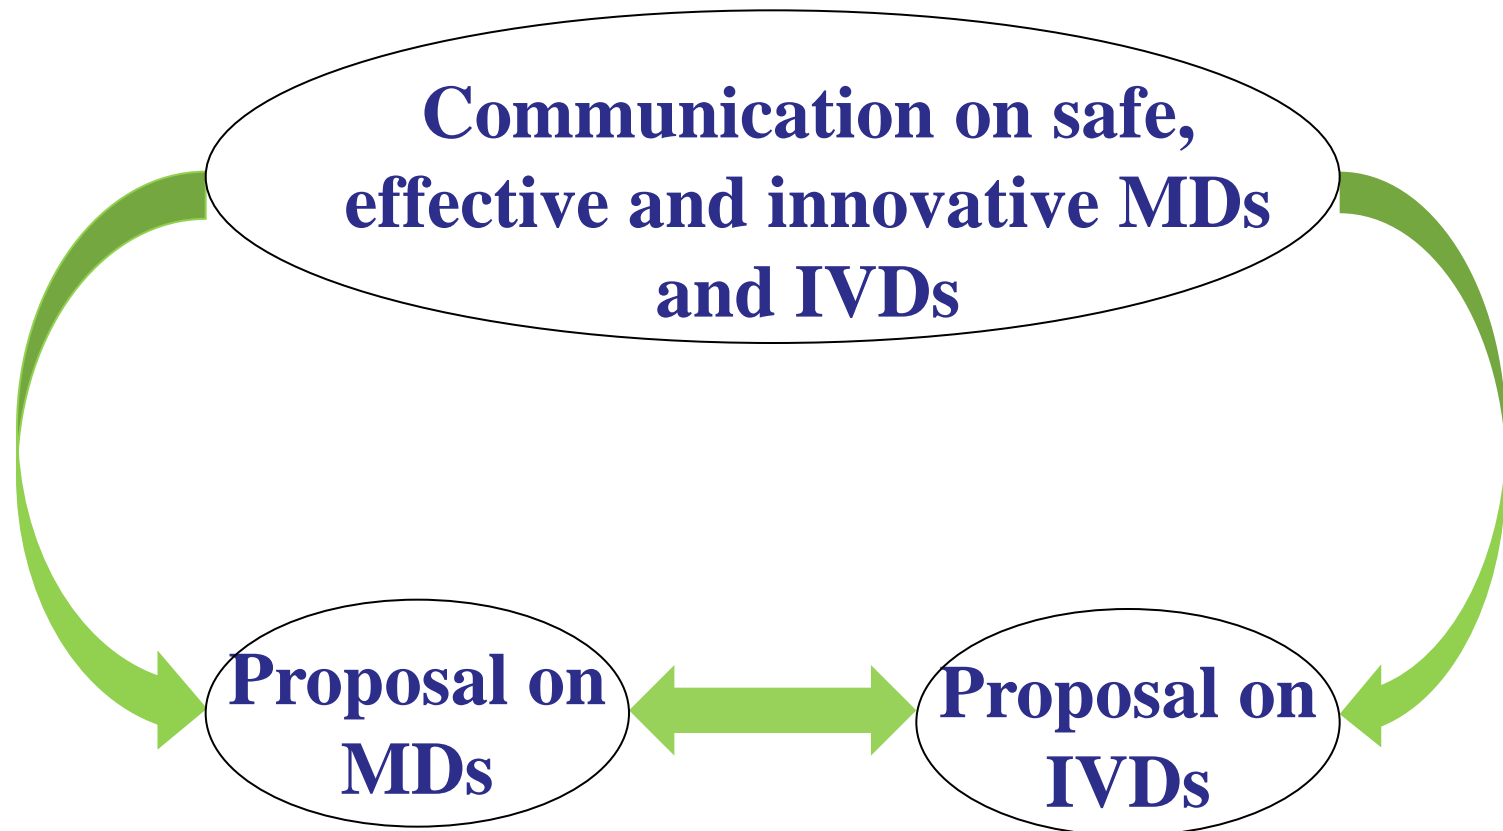 Communication on safe,
effective and innovative MDs
and IVDs
Proposal on
MDs
Proposal on
IVDs